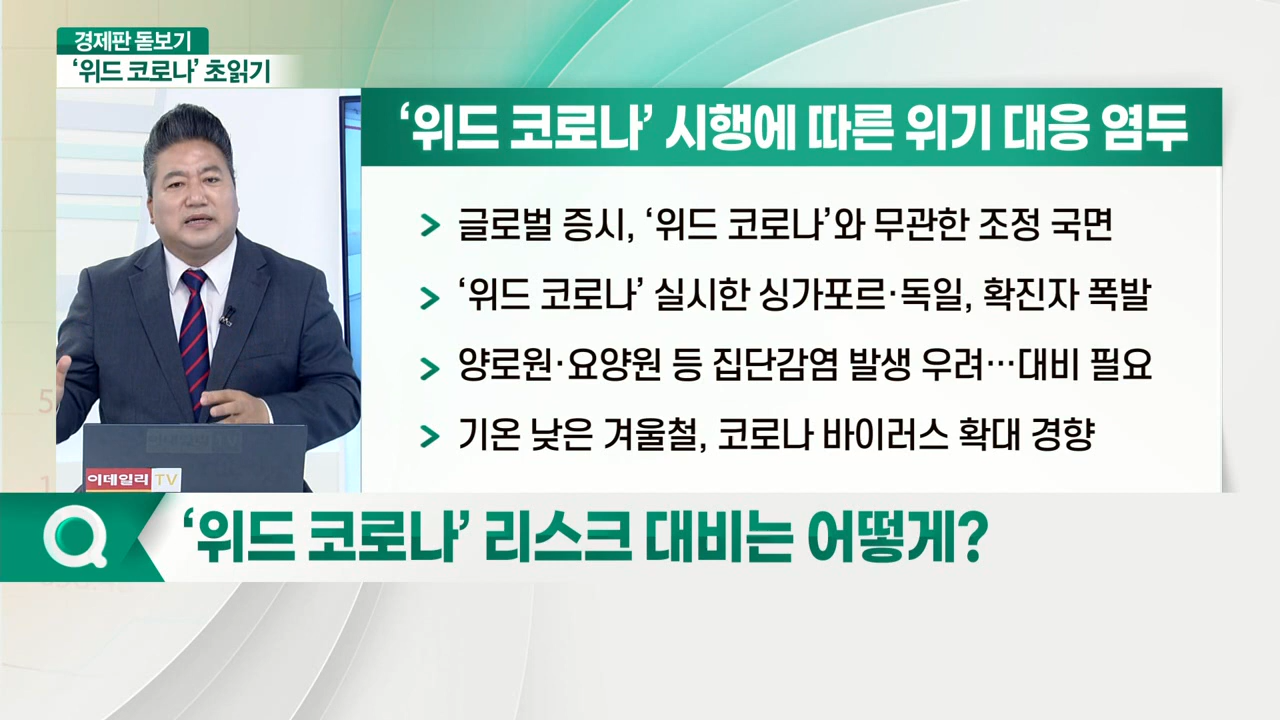 경제판 돋보기
‘위드 코로나’ 초읽기
‘위드 코로나’ 시행에 따른 위기 대응 염두
글로벌 증시, ‘위드 코로나’와 무관한 조정 국면
‘위드 코로나’ 실시한 싱가포르·독일, 확진자 폭발
양로원·요양원 등 집단감염 발생 우려…대비 필요
기온 낮은 겨울철, 코로나 바이러스 확대 경향
이데일리 TV
‘위드 코로나’ 리스크 대비는 어떻게?